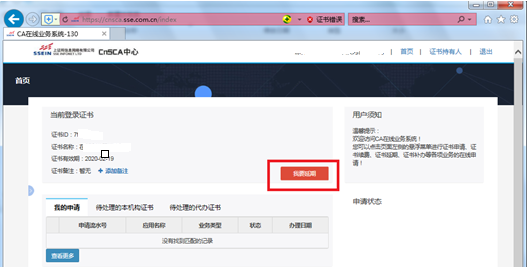 https://cnsca.sse.com.cn/index
证书错误
搜索...
CA在线业务系统-130
SSEIN 上证所信息网络有限公司 CnSCA中心
SSE INFONET LTD
首页 | 证书持有人 | 退出
首页
当前登录证书
证书ID：7
证书名称：
证书有效期：2020-0 -19
证书备注：暂无 添加备注
我要延期
用户须知
温馨提示：
欢迎访问CA在线业务系统！
您可以点击页面左侧的悬浮菜单进行证书申请、证
书续费、证书延期、证书补办等各项业务的在线申
请！
我的申请 待处理的本机构证书 待处理的代办证书
申请流水号 应用名称 业务类型 状态 办理日期
没有找到匹配的记录
查看更多
申请状态